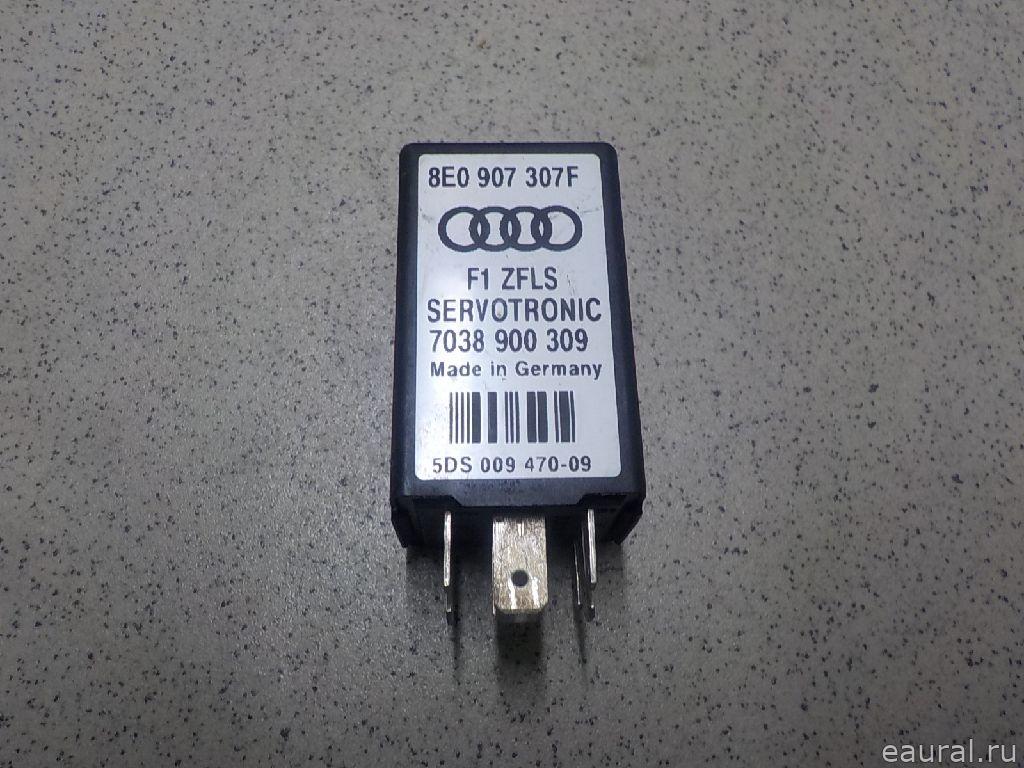 8E0 907 307F
F1 ZFLS
SERVOTRONIC
7038 900 309
Made in Germany
5DS 009 470-09
eaural.ru